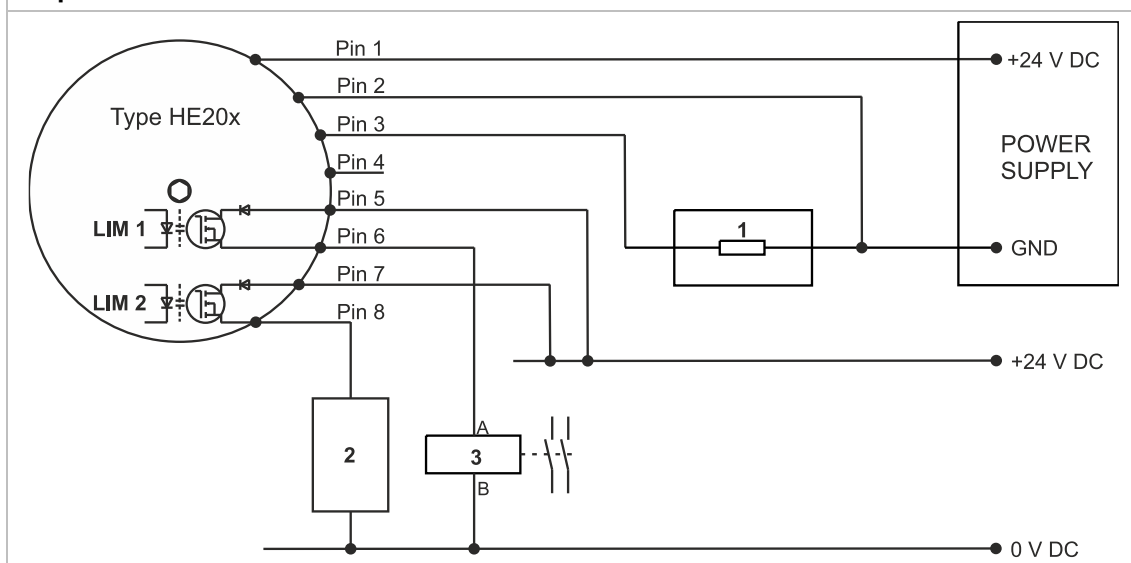 Pin 1
+24 V DC
Pin 2
Type HE20x
Pin 3
POWER
SUPPLY
Pin 4
Pin 5
1
LIM 1
Pin 6
GND
Pin 7
LIM 2
Pin 8
+24 V DC
A
2
3
B
0 V DC